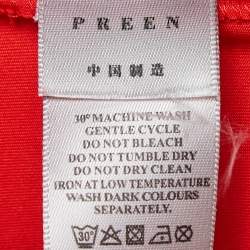 PREEN
中国制造
30° MACHINE WASH
GENTLE CYCLE
DO NOT BLEACH
DO NOT TUMBLE DRY
DO NOT DRY CLEAN
IRON AT LOW TEMPERATURE
WASH DARK COLOURS
SEPARATELY.
30°